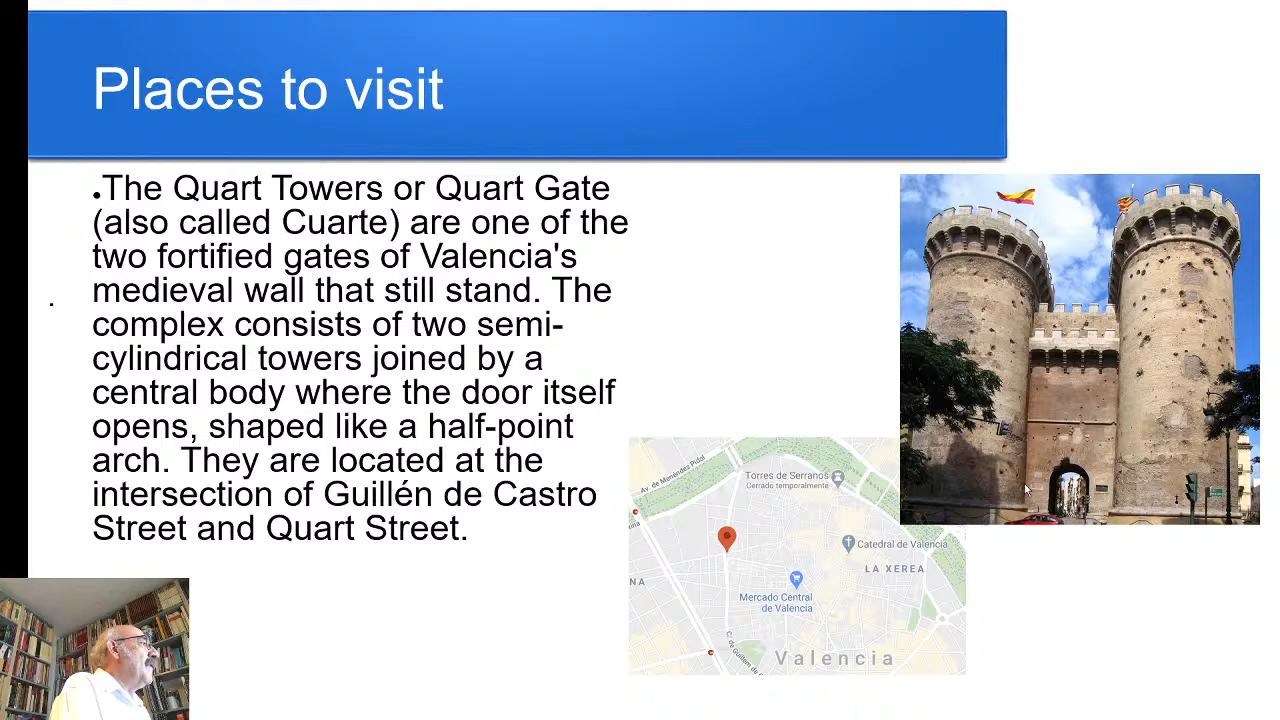 Places to visit
●The Quart Towers or Quart Gate
(also called Cuarte) are one of the
two fortified gates of Valencia's
medieval wall that still stand. The
complex consists of two semi-
cylindrical towers joined by a
central body where the door itself
opens, shaped like a half-point
arch. They are located at the
intersection of Guillén de Castro
Street and Quart Street.
.
Av. de Menéndez Pidal
Torres de Serranos
Cerrado temporalmente
Catedral de Valencia
LA XEREA
NA
Mercado Central
de Valencia
C. de Guillem de C
Valencia